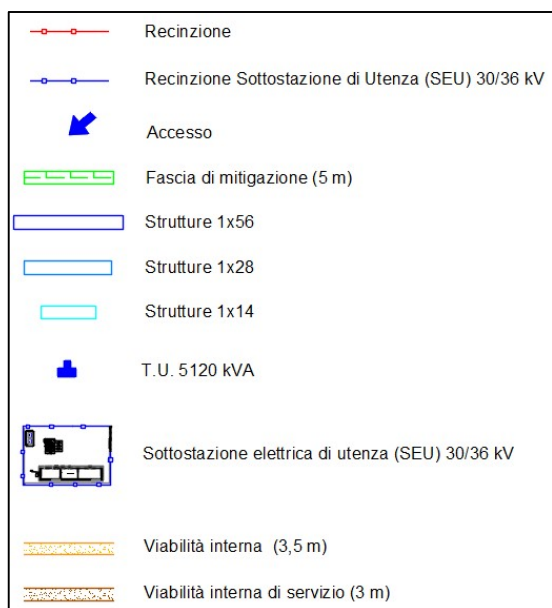 Recinzione
Recinzione Sottostazione di Utenza (SEU) 30/36 kV
Accesso
Fascia di mitigazione (5 m)
Strutture 1x56
Strutture 1x28
Strutture 1x14
T.U. 5120 kVA
Sottostazione elettrica di utenza (SEU) 30/36 kV
Viabilità interna (3,5 m)
Viabilità interna di servizio (3 m)